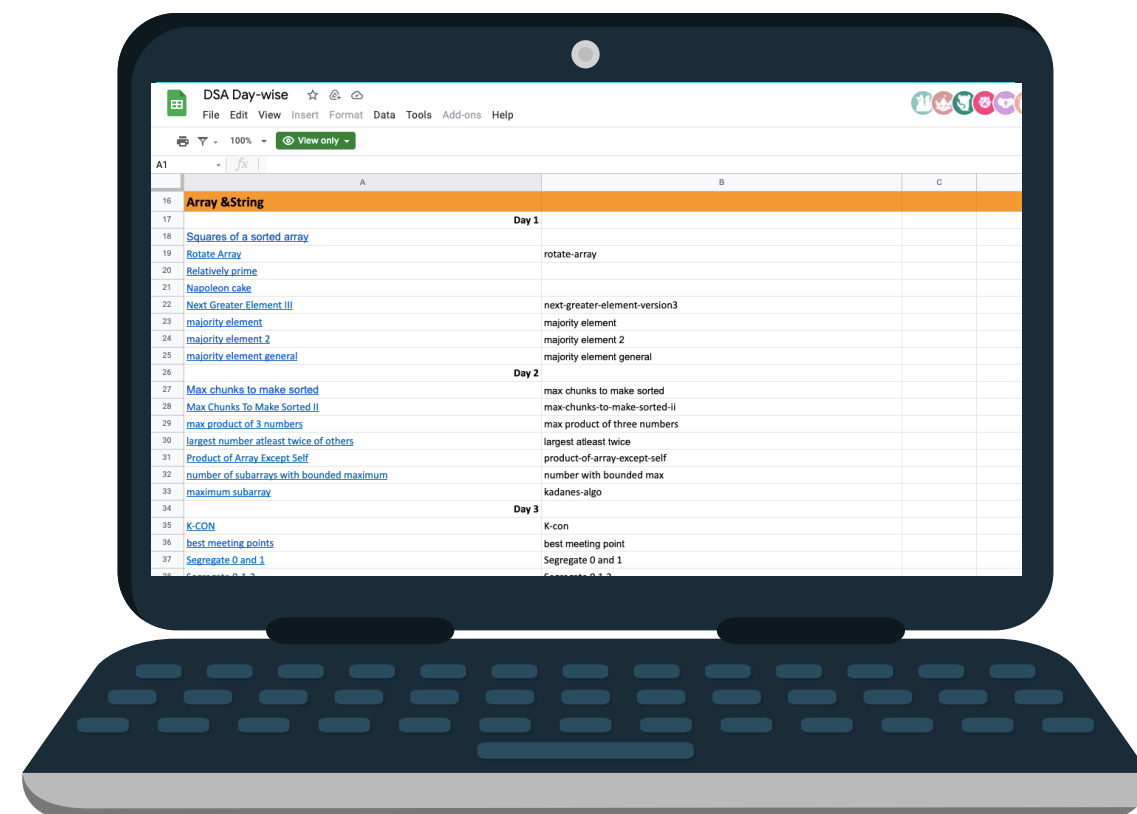 DSA Day-wise
File Edit View Insert Format Data Tools Add-ons Help
100% View only
A1 fx
A B C
16 Array &String
17 Day 1
18 Squares of a sorted array
19 Rotate Array rotate-array
20 Relatively prime
21 Napoleon cake
22 Next Greater Element III next-greater-element-version3
23 majority element majority element
24 majority element 2 majority element 2
25 majority element general majority element general
26 Day 2
27 Max chunks to make sorted max chunks to make sorted
28 Max Chunks To Make Sorted II max-chunks-to-make-sorted-ii
29 max product of 3 numbers max product of three numbers
30 largest number atleast twice of others largest atleast twice
31 Product of Array Except Self product-of-array-except-self
32 number of subarrays with bounded maximum number with bounded max
33 maximum subarray kadanes-algo
34 Day 3
35 K-CON K-con
36 best meeting points best meeting point
37 Segregate 0 and 1 Segregate 0 and 1